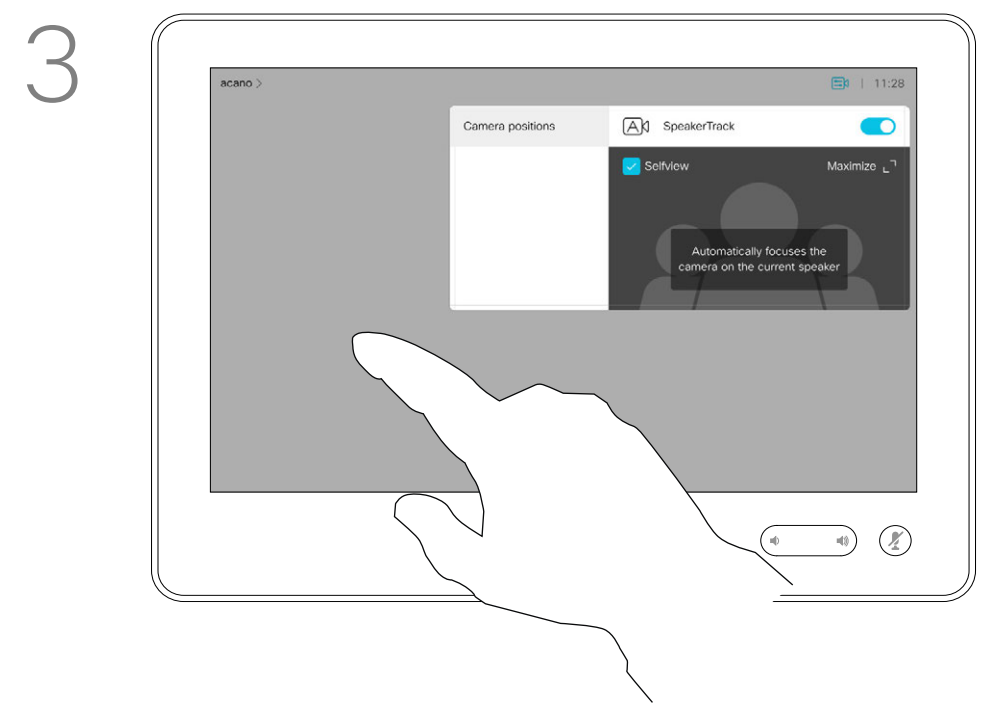 3
acano >
11:28
Camera positions
SpeakerTrack
Selfview
Maximize
Automatically focuses the
camera on the current speaker